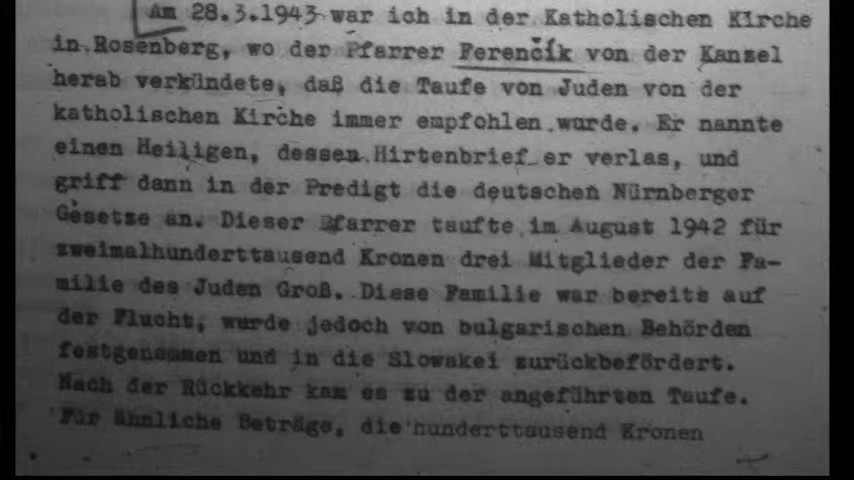 Am 28.3.1943 war ich in der Katholischen Kirche
in Rosenberg, wo der Pfarrer Ferenčík von der Kanzel
herab verkündete, daß die Taufe von Juden von der
katholischen Kirche immer empfohlen wurde. Er nannte
einen Heiligen, dessen Hirtenbrief er verlas, und
griff dann in der Predigt die deutschen Nürnberger
Gesetze an. Dieser Pfarrer taufte im August 1942 für
zweimalhunderttausend Kronen drei Mitglieder der Fa-
milie des Juden Groß. Diese Familie war bereits auf
der Flucht, wurde jedoch von bulgarischen Behörden
festgenommen und in die Slowakei zurückbefördert.
Nach der Rückkehr kam es zu der angeführten Taufe.
Für ähnliche Beträge, die hunderttausend Kronen